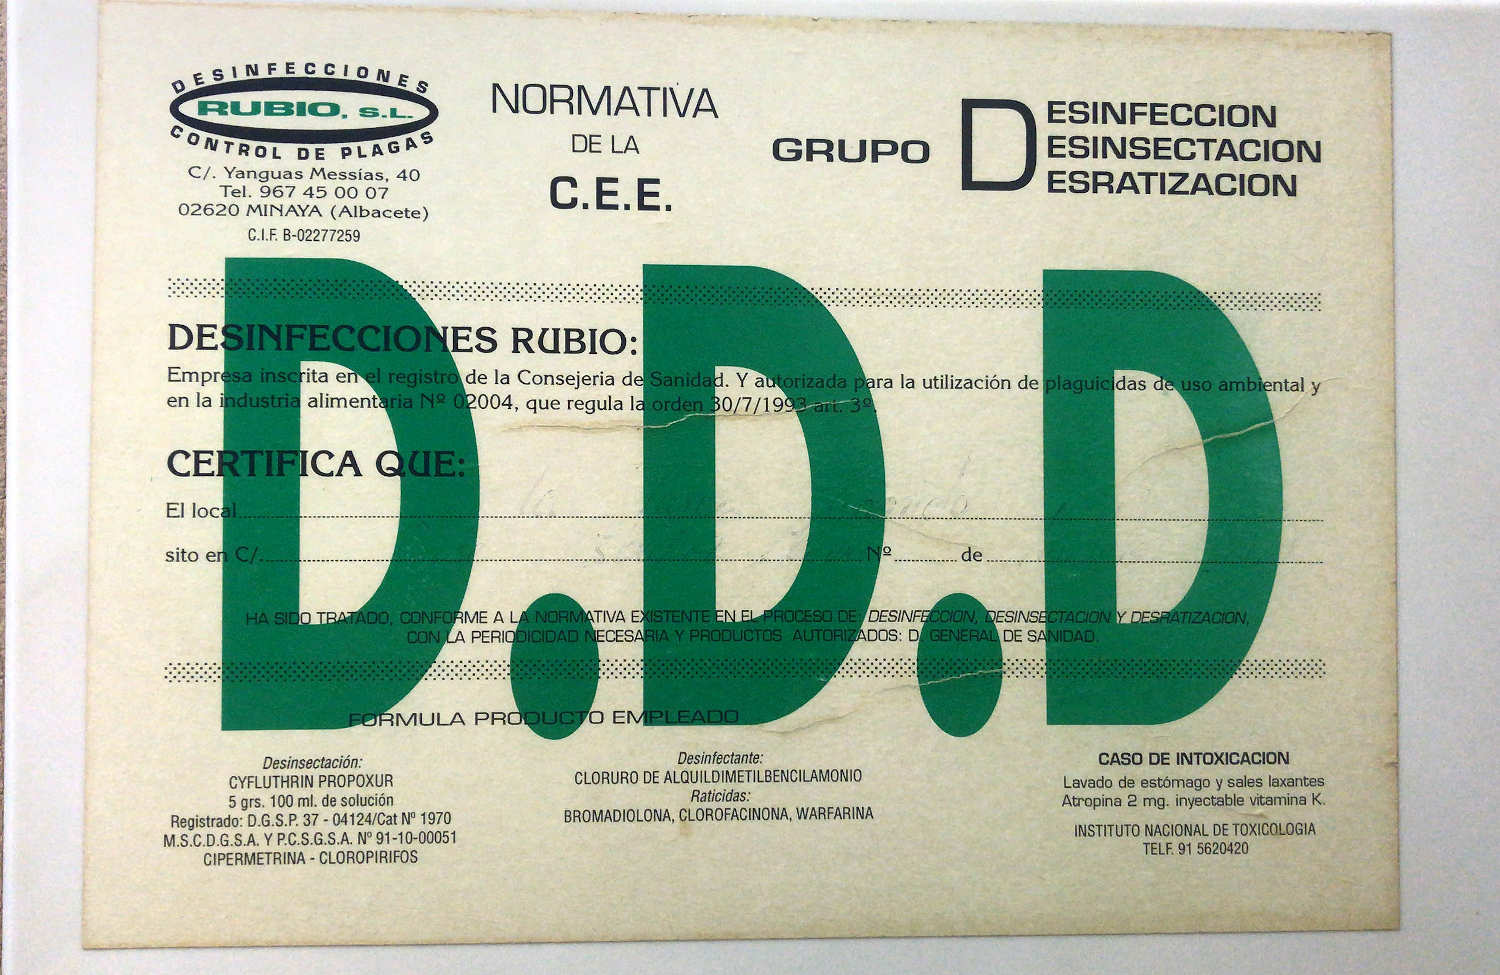 DESINFECCIONES
RUBIO, S.L.
CONTROL DE PLAGAS
C/. Yanguas Messías, 40
Tel. 967 45 00 07
02620 MINAYA (Albacete)
C.I.F. B-02277259
NORMATIVA
DE LA
C.E.E.
GRUPO
DESINFECCION
DESINSECTACION
DESRATIZACION
D.D.D
DESINFECCIONES RUBIO:
Empresa inscrita en el registro de la Consejeria de Sanidad. Y autorizada para la utilización de plaguicidas de uso ambiental y
en la industria alimentaria Nº 02004, que regula la orden 30/7/1993 art. 3º.
CERTIFICA QUE:
El local
sito en C/. Nº de
HA SIDO TRATADO, CONFORME A LA NORMATIVA EXISTENTE EN EL PROCESO DE: DESINFECCION, DESINSECTACION Y DESRATIZACION,
CON LA PERIODICIDAD NECESARIA Y PRODUCTOS AUTORIZADOS: D. GENERAL DE SANIDAD.
FORMULA PRODUCTO EMPLEADO
Desinsectación:
CYFLUTHRIN PROPOXUR
5 grs. 100 ml. de solución
Registrado: D.G.S.P. 37 - 04124/Cat Nº 1970
M.S.C.D.G.S.A. Y P.C.S.G.S.A. Nº 91-10-00051
CIPERMETRINA - CLOROPIRIFOS
Desinfectante:
CLORURO DE ALQUILDIMETILBENCILAMONIO
Raticidas:
BROMADIOLONA, CLOROFACINONA, WARFARINA
CASO DE INTOXICACION
Lavado de estómago y sales laxantes
Atropina 2 mg. inyectable vitamina K.
INSTITUTO NACIONAL DE TOXICOLOGIA
TELF. 91 5620420